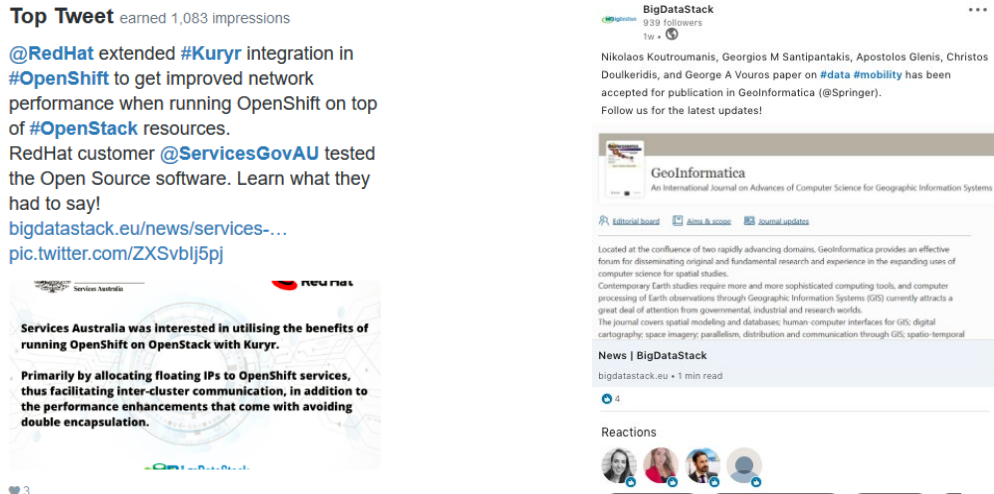 Top Tweet earned 1,083 impressions
@RedHat extended #Kuryr integration in
#OpenShift to get improved network
performance when running OpenShift on top
of #OpenStack resources.
RedHat customer @ServicesGovAU tested
the Open Source software. Learn what they
had to say!
bigdatastack.eu/news/services-…
pic.twitter.com/ZXSvbIj5pj
Services Australia
Red Hat
Services Australia was interested in utilising the benefits of
running OpenShift on OpenStack with Kuryr.
Primarily by allocating floating IPs to OpenShift services,
thus facilitating inter-cluster communication, in addition to
the performance enhancements that come with avoiding
double encapsulation.
BigDataStack
3
BigDataStack
939 followers
1w •
Nikolaos Koutroumanis, Georgios M Santipantakis, Apostolos Glenis, Christos
Doulkeridis, and George A Vouros paper on #data #mobility has been
accepted for publication in GeoInformatica (@Springer).
Follow us for the latest updates!
GeoInformatica
An International Journal on Advances of Computer Science for Geographic Information Systems
Editorial board Aims & scope Journal updates
Located at the confluence of two rapidly advancing domains, GeoInformatica provides an effective
forum for disseminating original and fundamental research and experience in the expanding uses of
computer science for spatial studies.
Contemporary Earth studies require more and more sophisticated computing tools, and computer
processing of Earth observations through Geographic Information Systems (GIS) currently attracts a
great deal of attention from governmental, industrial and research worlds.
The journal covers spatial modeling and databases; human-computer interfaces for GIS; digital
cartography; space imagery; parallelism, distribution and communication through GIS; spatio-temporal
News | BigDataStack
bigdatastack.eu • 1 min read
4
Reactions